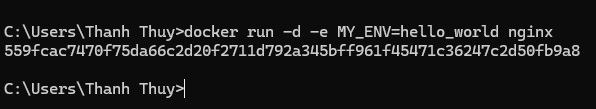 C:\Users\Thanh Thuy>docker run -d -e MY_ENV=hello_world nginx
559fcac7470f75da66c2d20f2711d792a345bff961f45471c36247c2d50fb9a8
C:\Users\Thanh Thuy>